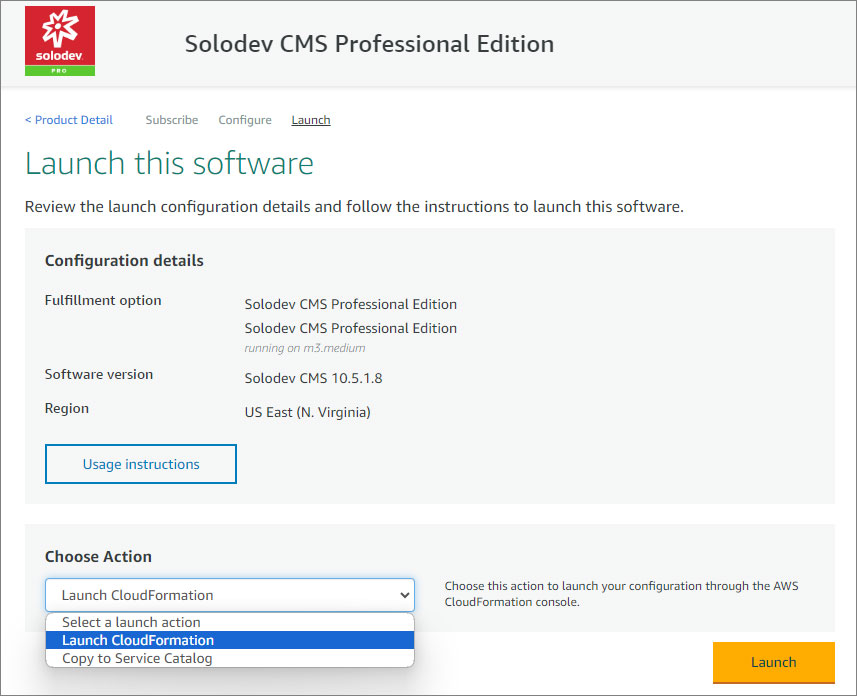 solodev
PRO
Solodev CMS Professional Edition
< Product Detail Subscribe Configure Launch
Launch this software
Review the launch configuration details and follow the instructions to launch this software.
Configuration details
Fulfillment option
Solodev CMS Professional Edition
Solodev CMS Professional Edition
running on m3.medium
Software version
Solodev CMS 10.5.1.8
Region
US East (N. Virginia)
Usage instructions
Choose Action
Launch CloudFormation
Choose this action to launch your configuration through the AWS
CloudFormation console.
Select a launch action
Launch CloudFormation
Copy to Service Catalog
Launch